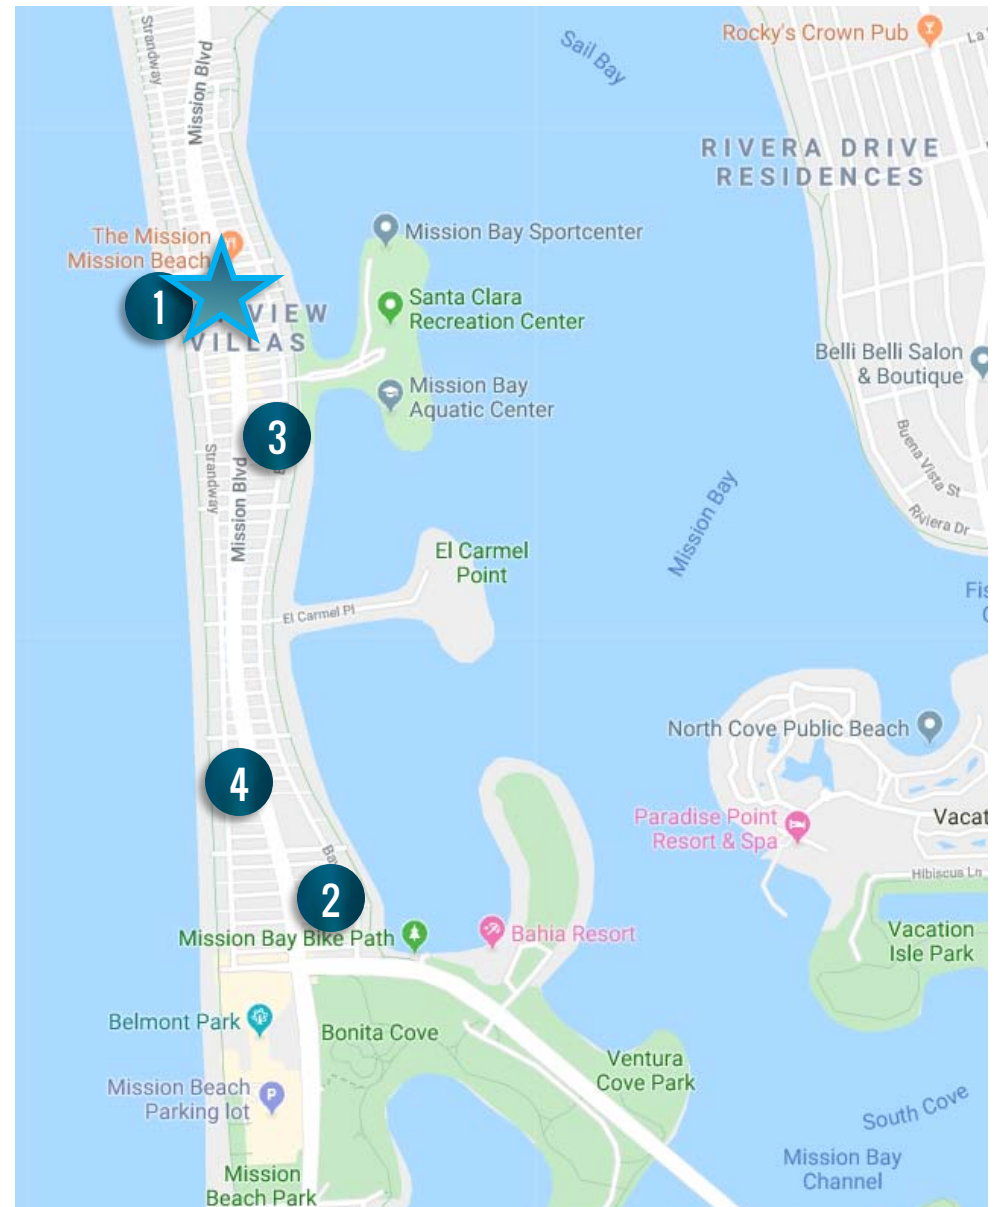 Strandway
Mission Blvd
Sail Bay
Rocky's Crown Pub
La
RIVERA DRIVE
RESIDENCES
The Mission
Mission Beach
Mission Bay Sportcenter
1
VIEW
VILLAS
Santa Clara
Recreation Center
Belli Belli Salon
& Boutique
Mission Bay
Aquatic Center
3
Strandway
Mission Blvd
Buena Vista St
Riviera Dr
Mission Bay
El Carmel
Point
El Carmel Pl
North Cove Public Beach
4
Paradise Point
Resort & Spa
Vacat
Hibiscus Ln
2
Mission Bay Bike Path
Bahia Resort
Vacation
Isle Park
Belmont Park
Bonita Cove
Ventura
Cove Park
Mission Beach
Parking lot
South Cove
Mission Bay
Channel
Mission
Beach Park